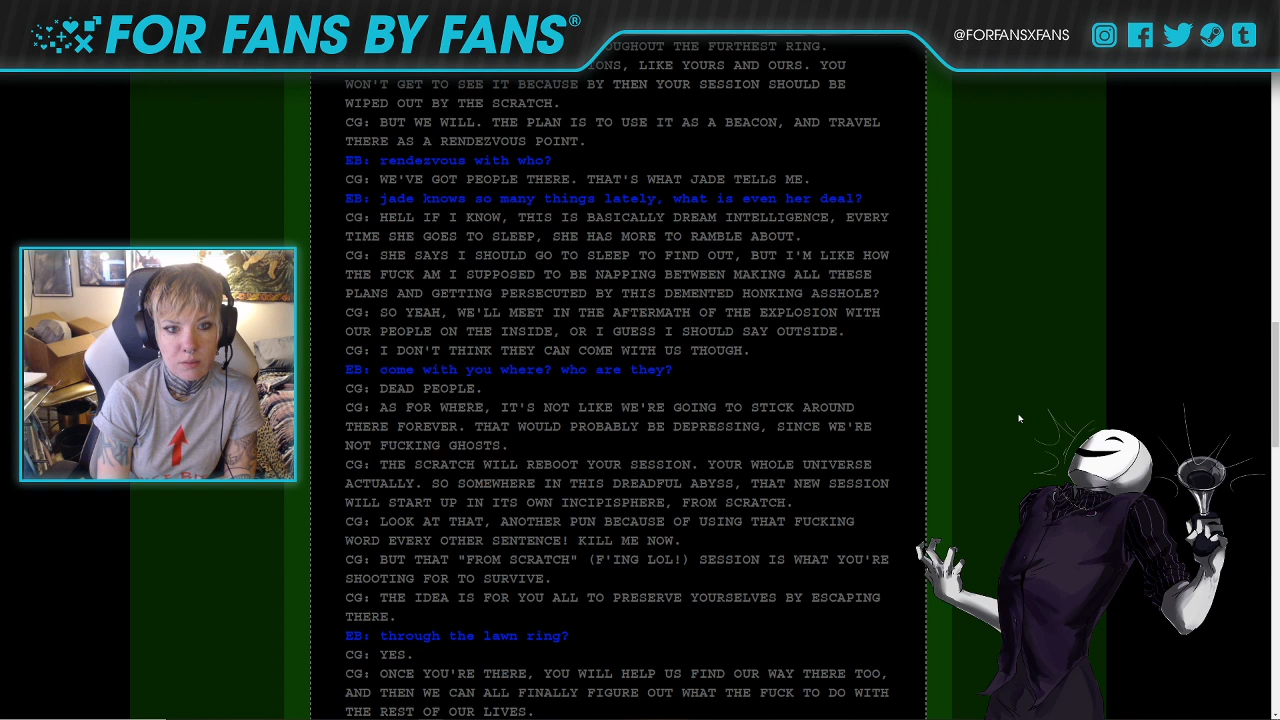 FOR FANS BY FANS®
@FORFANSXFANS
OUGHOUT THE FURTHEST RING.
IONS, LIKE YOURS AND OURS. YOU
WON'T GET TO SEE IT BECAUSE BY THEN YOUR SESSION SHOULD BE
WIPED OUT BY THE SCRATCH.
CG: BUT WE WILL. THE PLAN IS TO USE IT AS A BEACON, AND TRAVEL
THERE AS A RENDEZVOUS POINT.
EB: rendezvous with who?
CG: WE'VE GOT PEOPLE THERE. THAT'S WHAT JADE TELLS ME.
EB: jade knows so many things lately, what is even her deal?
CG: HELL IF I KNOW, THIS IS BASICALLY DREAM INTELLIGENCE, EVERY
TIME SHE GOES TO SLEEP, SHE HAS MORE TO RAMBLE ABOUT.
CG: SHE SAYS I SHOULD GO TO SLEEP TO FIND OUT, BUT I'M LIKE HOW
THE FUCK AM I SUPPOSED TO BE NAPPING BETWEEN MAKING ALL THESE
PLANS AND GETTING PERSECUTED BY THIS DEMENTED HONKING ASSHOLE?
CG: SO YEAH, WE'LL MEET IN THE AFTERMATH OF THE EXPLOSION WITH
OUR PEOPLE ON THE INSIDE, OR I GUESS I SHOULD SAY OUTSIDE.
CG: I DON'T THINK THEY CAN COME WITH US THOUGH.
EB: come with you where? who are they?
CG: DEAD PEOPLE.
CG: AS FOR WHERE, IT'S NOT LIKE WE'RE GOING TO STICK AROUND
THERE FOREVER. THAT WOULD PROBABLY BE DEPRESSING, SINCE WE'RE
NOT FUCKING GHOSTS.
CG: THE SCRATCH WILL REBOOT YOUR SESSION. YOUR WHOLE UNIVERSE
ACTUALLY. SO SOMEWHERE IN THIS DREADFUL ABYSS, THAT NEW SESSION
WILL START UP IN ITS OWN INCIPISPHERE, FROM SCRATCH.
CG: LOOK AT THAT, ANOTHER PUN BECAUSE OF USING THAT FUCKING
WORD EVERY OTHER SENTENCE! KILL ME NOW.
CG: BUT THAT "FROM SCRATCH" (F'ING LOL!) SESSION IS WHAT YOU'RE
SHOOTING FOR TO SURVIVE.
CG: THE IDEA IS FOR YOU ALL TO PRESERVE YOURSELVES BY ESCAPING
THERE.
EB: through the lawn ring?
CG: YES.
CG: ONCE YOU'RE THERE, YOU WILL HELP US FIND OUR WAY THERE TOO,
AND THEN WE CAN ALL FINALLY FIGURE OUT WHAT THE FUCK TO DO WITH
THE REST OF OUR LIVES.